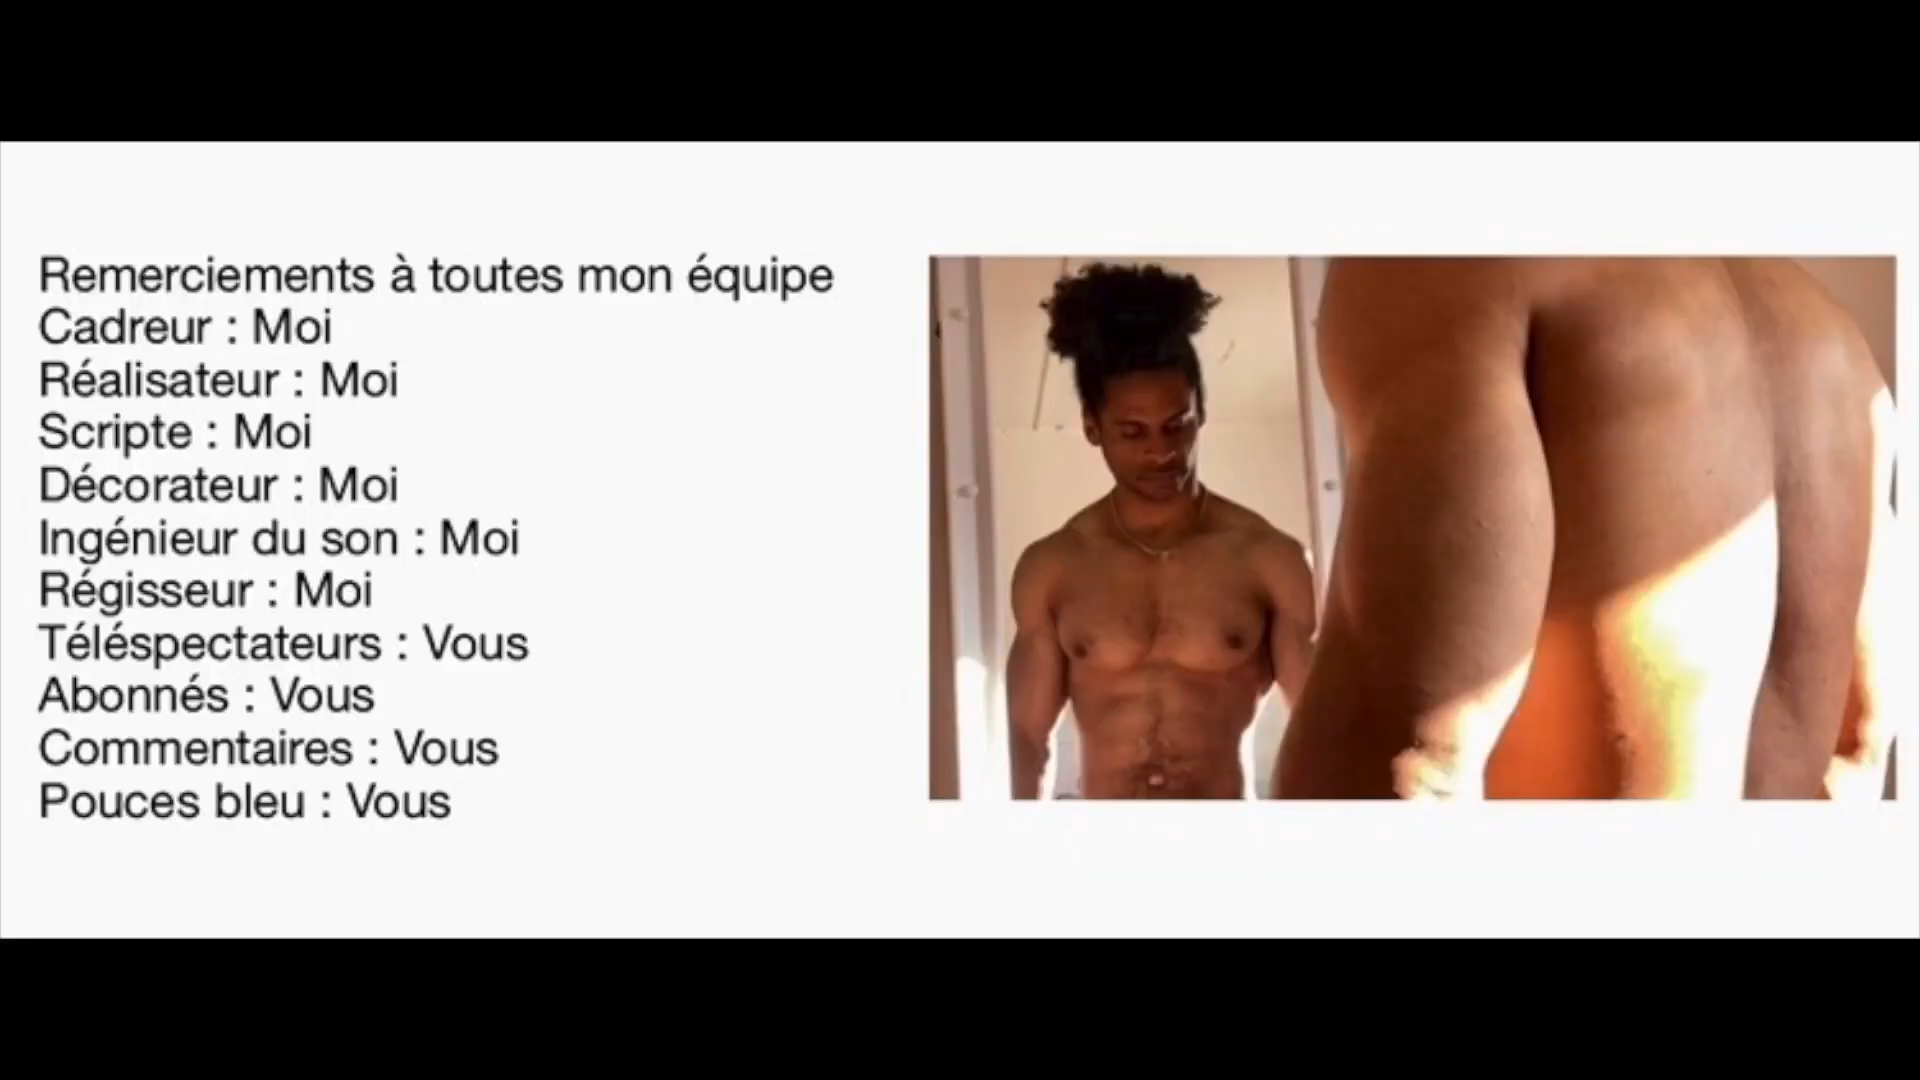 Remerciements à toutes mon équipe
Cadreur : Moi
Réalisateur : Moi
Scripte : Moi
Décorateur : Moi
Ingénieur du son : Moi
Régisseur : Moi
Téléspectateurs : Vous
Abonnés : Vous
Commentaires : Vous
Pouces bleu : Vous